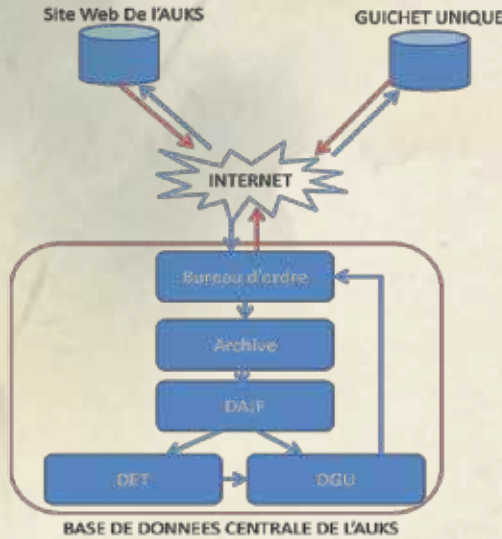 Site Web De l'AUKS
GUICHET UNIQUE
INTERNET
Bureau d'ordre
Archive
DAJF
DET
DGU
BASE DE DONNEES CENTRALE DE L'AUKS